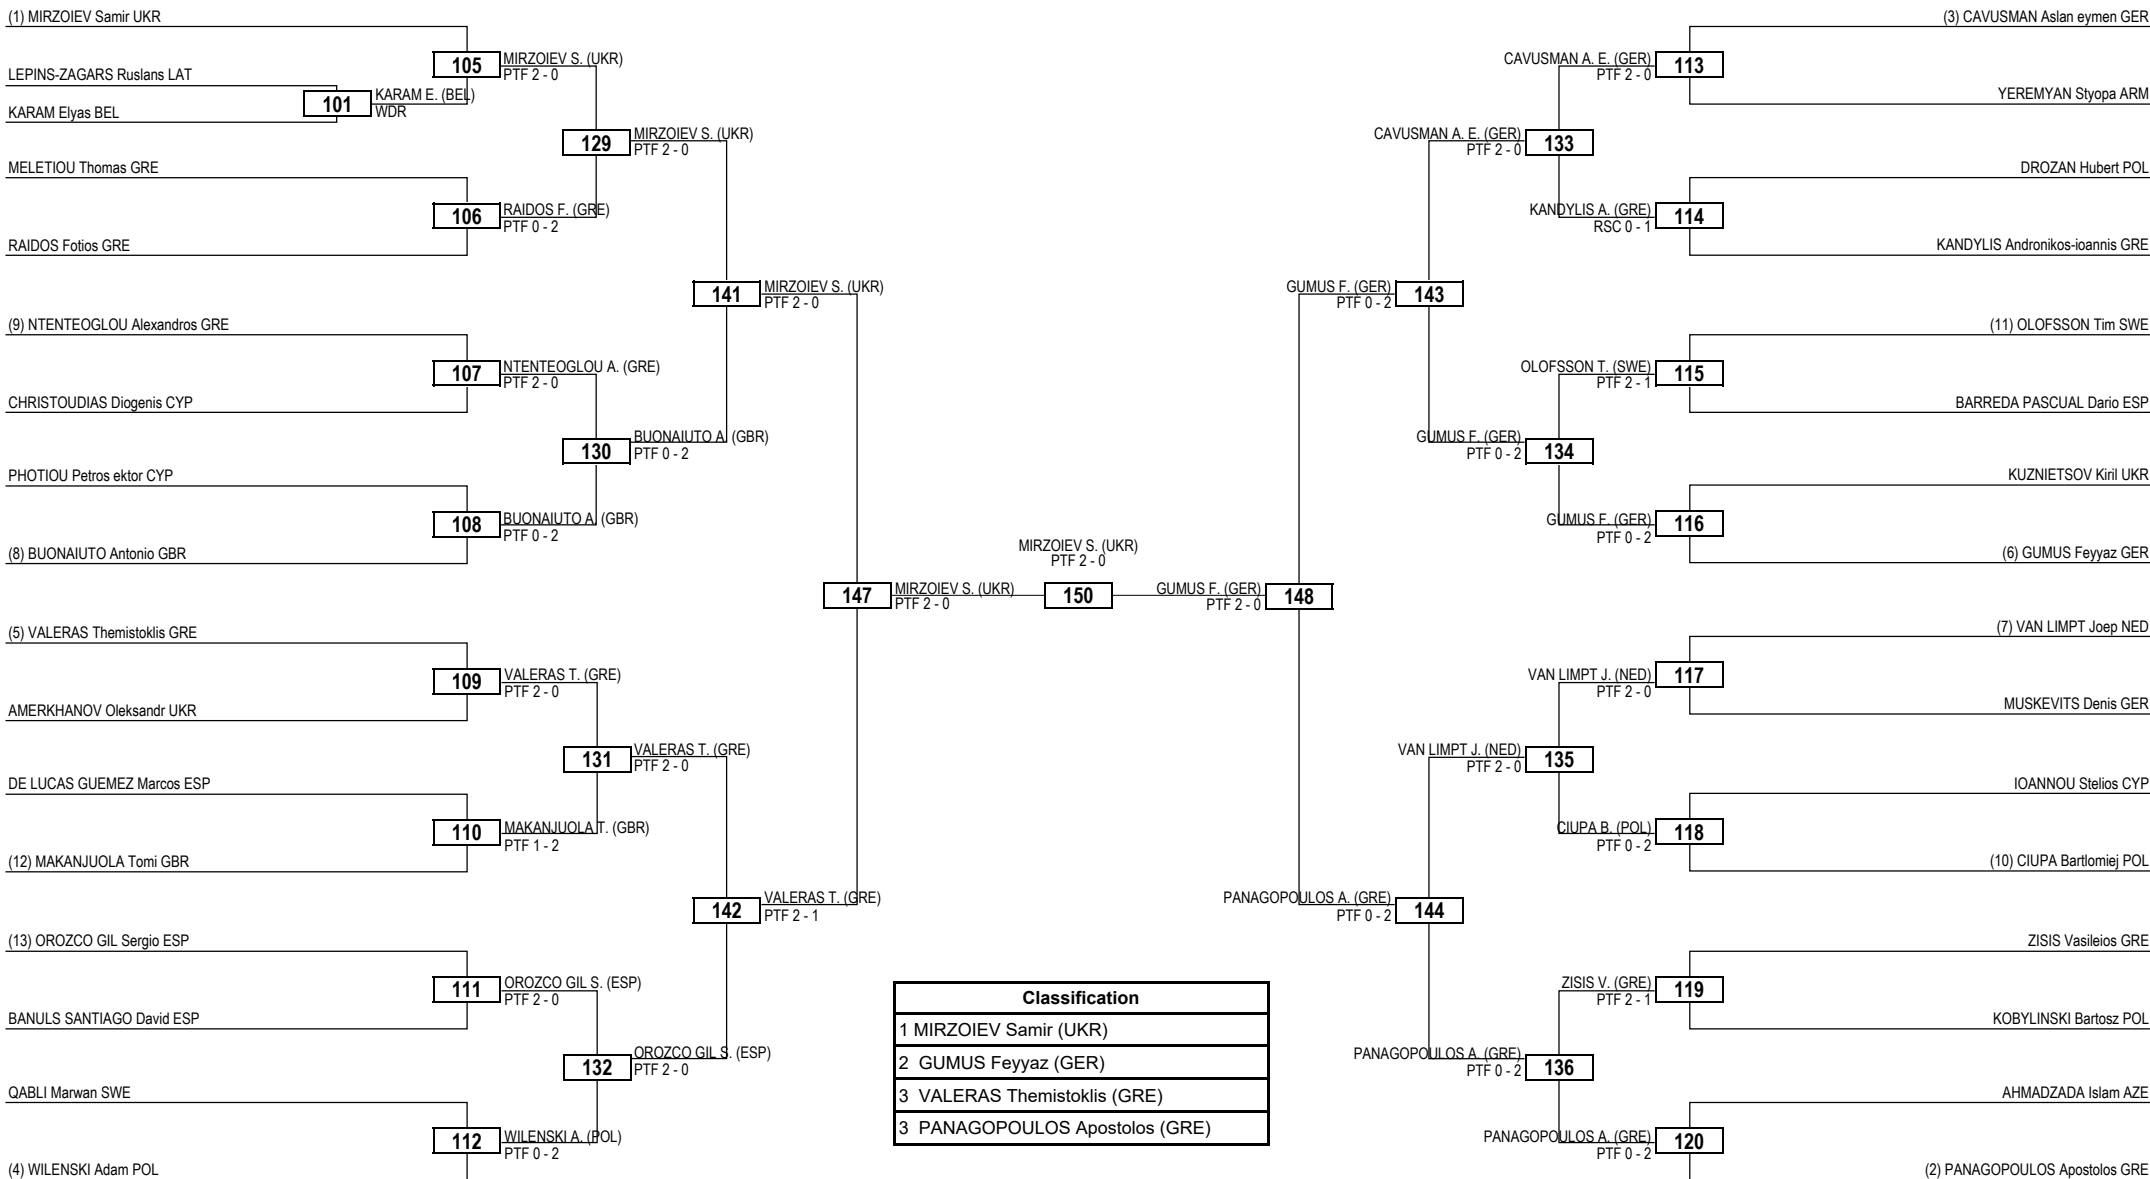 (1) MIRZOIEV Samir UKR
LEPINS-ZAGARS Ruslans LAT
KARAM Elyas BEL
MELETIOU Thomas GRE
RAIDOS Fotios GRE
(9) NTENTEOGLOU Alexandros GRE
CHRISTOUDIAS Diogenis CYP
PHOTIOU Petros ektor CYP
(8) BUONAIUTO Antonio GBR
(5) VALERAS Themistoklis GRE
AMERKHANOV Oleksandr UKR
DE LUCAS GUEMEZ Marcos ESP
(12) MAKANJUOLA Tomi GBR
(13) OROZCO GIL Sergio ESP
BANULS SANTIAGO David ESP
QABLI Marwan SWE
(4) WILENSKI Adam POL
101
KARAM E. (BEL)
WDR
105
MIRZOIEV S. (UKR)
PTF 2 - 0
106
RAIDOS F. (GRE)
PTF 0 - 2
107
NTENTEOGLOU A. (GRE)
PTF 2 - 0
108
BUONAIUTO A. (GBR)
PTF 0 - 2
109
VALERAS T. (GRE)
PTF 2 - 0
110
MAKANJUOLA T. (GBR)
PTF 1 - 2
111
OROZCO GIL S. (ESP)
PTF 2 - 0
112
WILENSKI A. (POL)
PTF 0 - 2
129
MIRZOIEV S. (UKR)
PTF 2 - 0
130
BUONAIUTO A. (GBR)
PTF 0 - 2
131
VALERAS T. (GRE)
PTF 2 - 0
132
OROZCO GIL S. (ESP)
PTF 2 - 0
141
MIRZOIEV S. (UKR)
PTF 2 - 0
142
VALERAS T. (GRE)
PTF 2 - 1
147
MIRZOIEV S. (UKR)
PTF 2 - 0
MIRZOIEV S. (UKR)
PTF 2 - 0
150
GUMUS F. (GER)
PTF 2 - 0
148
GUMUS F. (GER)
PTF 0 - 2
143
PANAGOPOULOS A. (GRE)
PTF 0 - 2
144
CAVUSMAN A. E. (GER)
PTF 2 - 0
133
GUMUS F. (GER)
PTF 0 - 2
134
VAN LIMPT J. (NED)
PTF 2 - 0
135
PANAGOPOULOS A. (GRE)
PTF 0 - 2
136
CAVUSMAN A. E. (GER)
PTF 2 - 0
113
KANDYLIS A. (GRE)
RSC 0 - 1
114
OLOFSSON T. (SWE)
PTF 2 - 1
115
GUMUS F. (GER)
PTF 0 - 2
116
VAN LIMPT J. (NED)
PTF 2 - 0
117
CIUPA B. (POL)
PTF 0 - 2
118
ZISIS V. (GRE)
PTF 2 - 1
119
PANAGOPOULOS A. (GRE)
PTF 0 - 2
120
(3) CAVUSMAN Aslan eymen GER
YEREMYAN Styopa ARM
DROZAN Hubert POL
KANDYLIS Andronikos-ioannis GRE
(11) OLOFSSON Tim SWE
BARREDA PASCUAL Dario ESP
KUZNIETSOV Kiril UKR
(6) GUMUS Feyyaz GER
(7) VAN LIMPT Joep NED
MUSKEVITS Denis GER
IOANNOU Stelios CYP
(10) CIUPA Bartlomiej POL
ZISIS Vasileios GRE
KOBYLINSKI Bartosz POL
AHMADZADA Islam AZE
(2) PANAGOPOULOS Apostolos GRE
Classification
1 MIRZOIEV Samir (UKR)
2 GUMUS Feyyaz (GER)
3 VALERAS Themistoklis (GRE)
3 PANAGOPOULOS Apostolos (GRE)